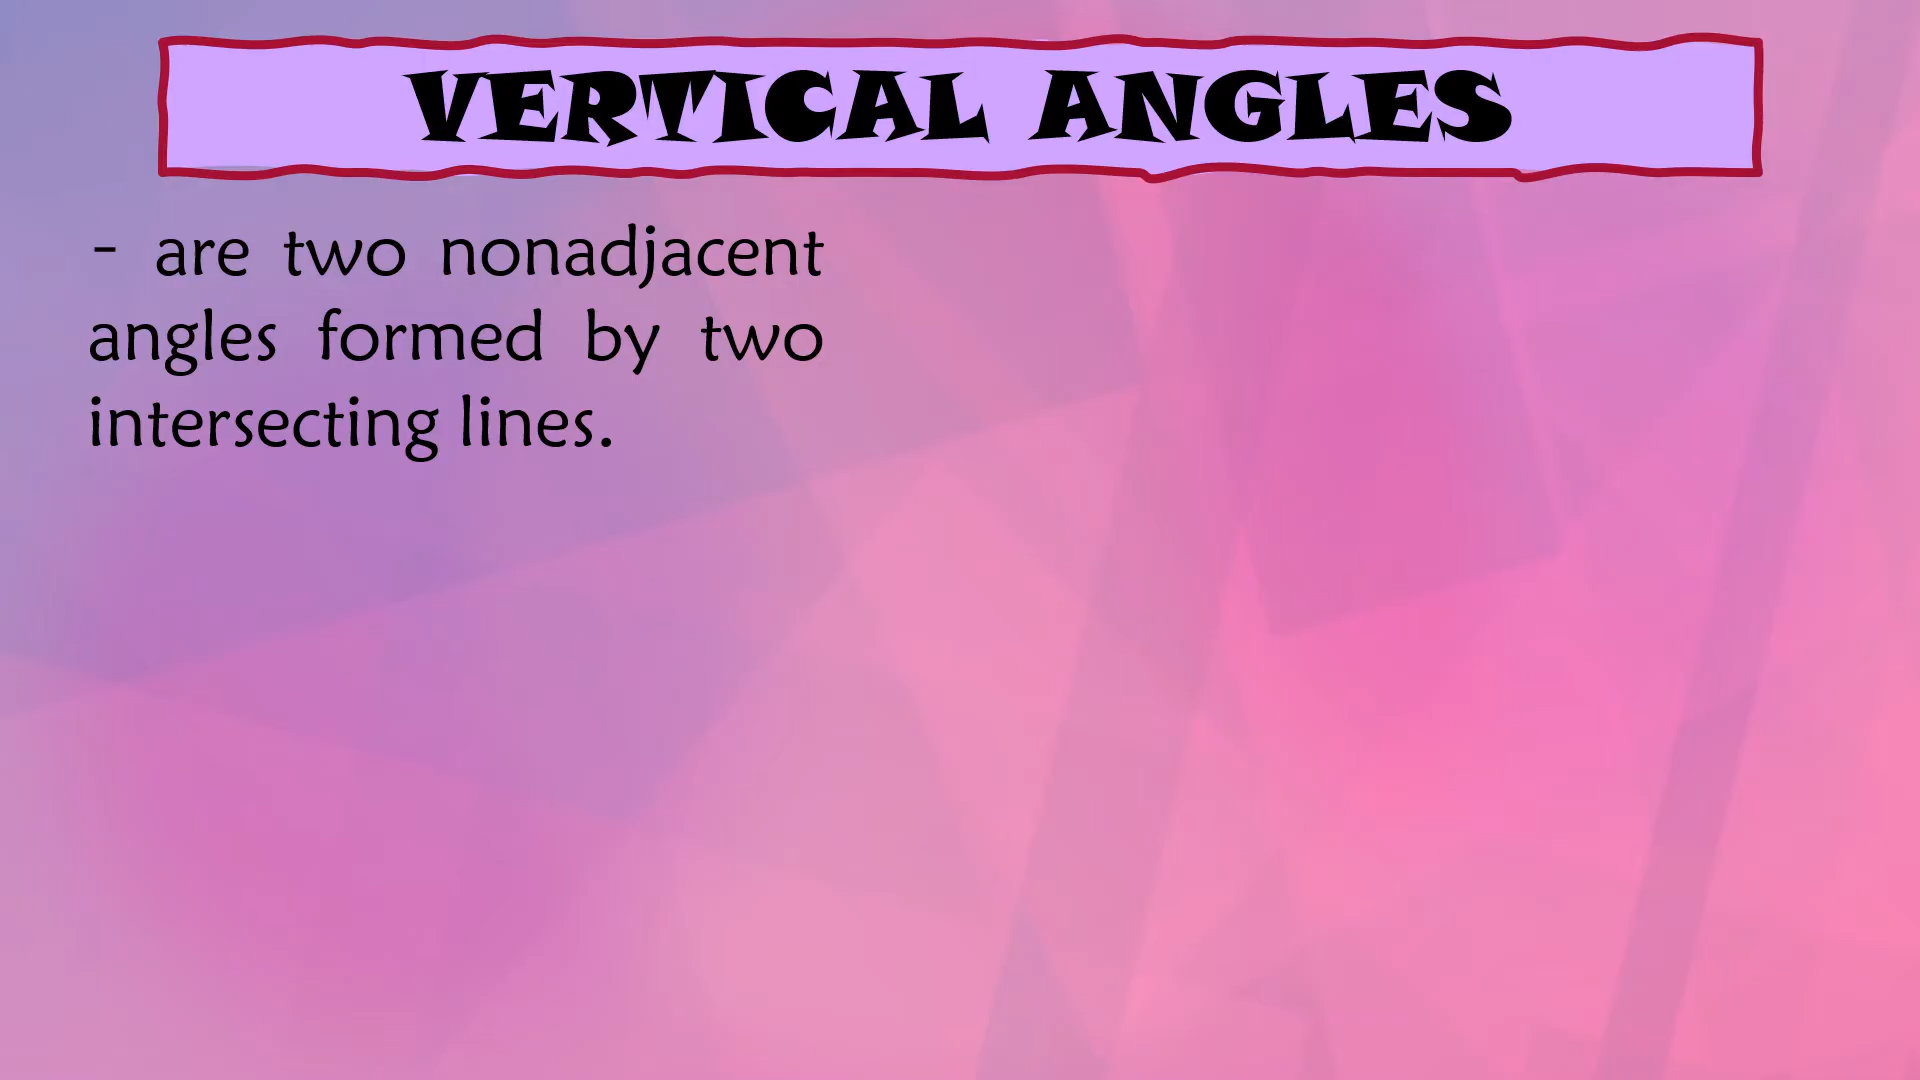 VERTICAL ANGLES
- are two nonadjacent
angles formed by two
intersecting lines.